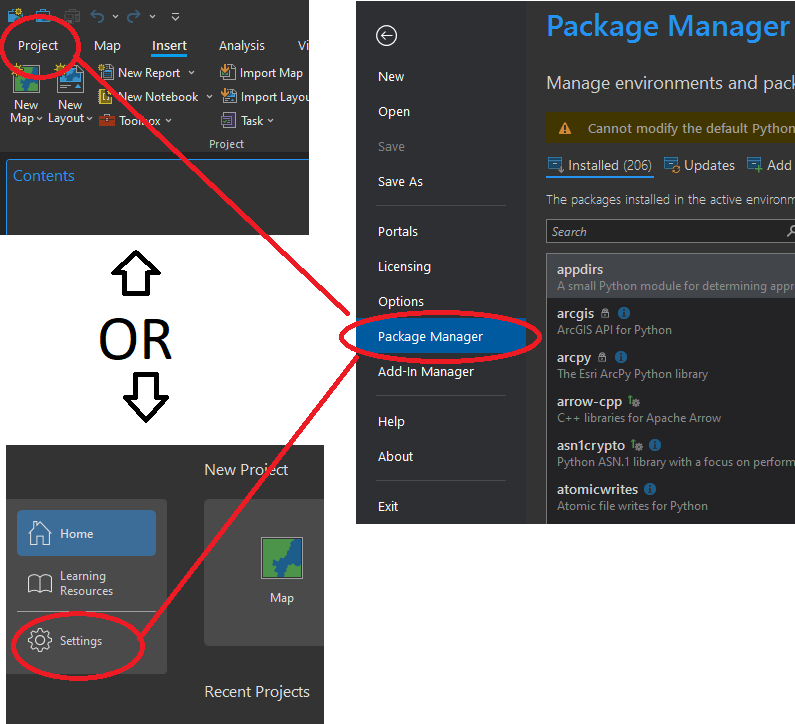 Project
Map
Insert
Analysis
Vi
New Report
Import Map
New Notebook
Import Layou
New
Map
New
Layout
Toolbox
Task
Project
Contents
OR
New Project
Home
Learning
Resources
Map
Settings
Recent Projects
New
Open
Save
Save As
Portals
Licensing
Options
Package Manager
Add-In Manager
Help
About
Exit
Package Manager
Manage environments and pack
Cannot modify the default Python
Installed (206)
Updates
Add
The packages installed in the active environm
Search
appdirs
A small Python module for determining appr
arcgis
ArcGIS API for Python
arcpy
The Esri ArcPy Python library
arrow-cpp
C++ libraries for Apache Arrow
asn1crypto
Python ASN.1 library with a focus on perform
atomicwrites
Atomic file writes for Python